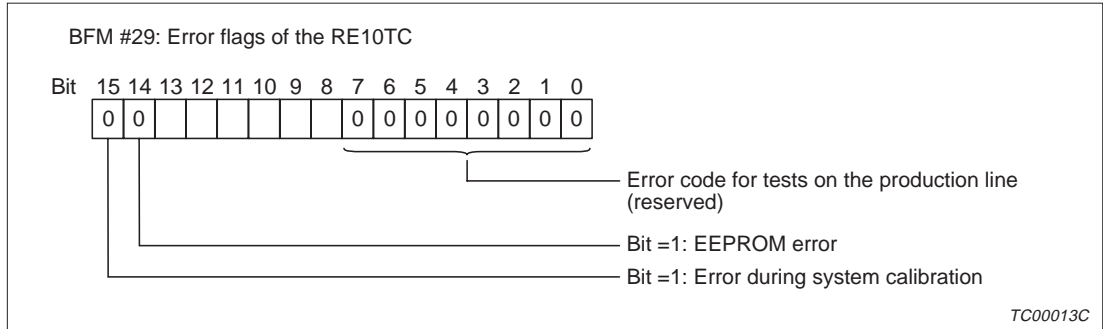 BFM #29: Error flags of the RE10TC
Bit 15 14 13 12 11 10 9 8 7 6 5 4 3 2 1 0
0 0 0 0 0 0 0 0 0 0
Error code for tests on the production line
(reserved)
Bit =1: EEPROM error
Bit =1: Error during system calibration
TC00013C